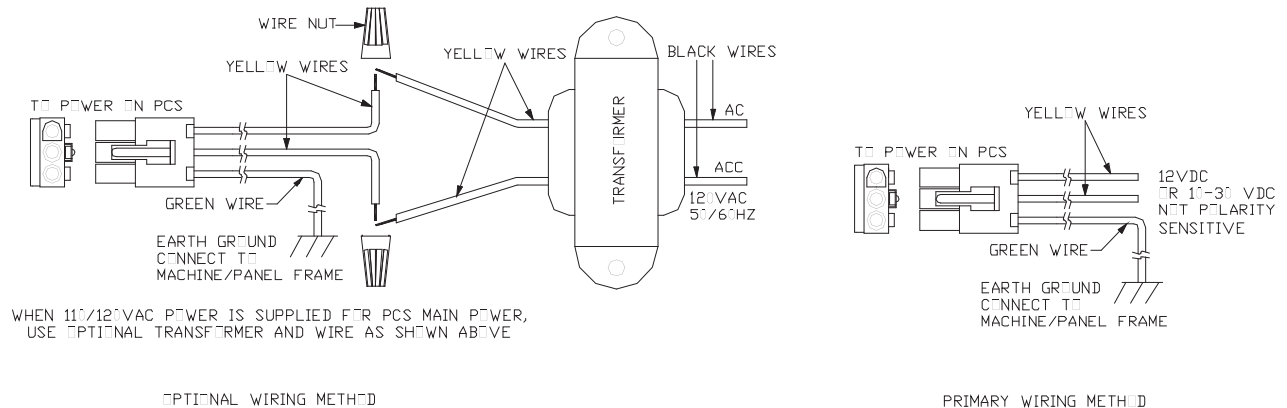 WIRE NUT
YELLOW WIRES
YELLOW WIRES
BLACK WIRES
TO POWER ON PCS
TRANSFORMER
AC
ACC
120VAC
50/60HZ
GREEN WIRE
EARTH GROUND
CONNECT TO
MACHINE/PANEL FRAME
WHEN 110/120VAC POWER IS SUPPLIED FOR PCS MAIN POWER,
USE OPTIONAL TRANSFORMER AND WIRE AS SHOWN ABOVE
OPTIONAL WIRING METHOD
YELLOW WIRES
TO POWER ON PCS
12VDC
OR 10-30 VDC
NOT POLARITY
SENSITIVE
GREEN WIRE
EARTH GROUND
CONNECT TO
MACHINE/PANEL FRAME
PRIMARY WIRING METHOD